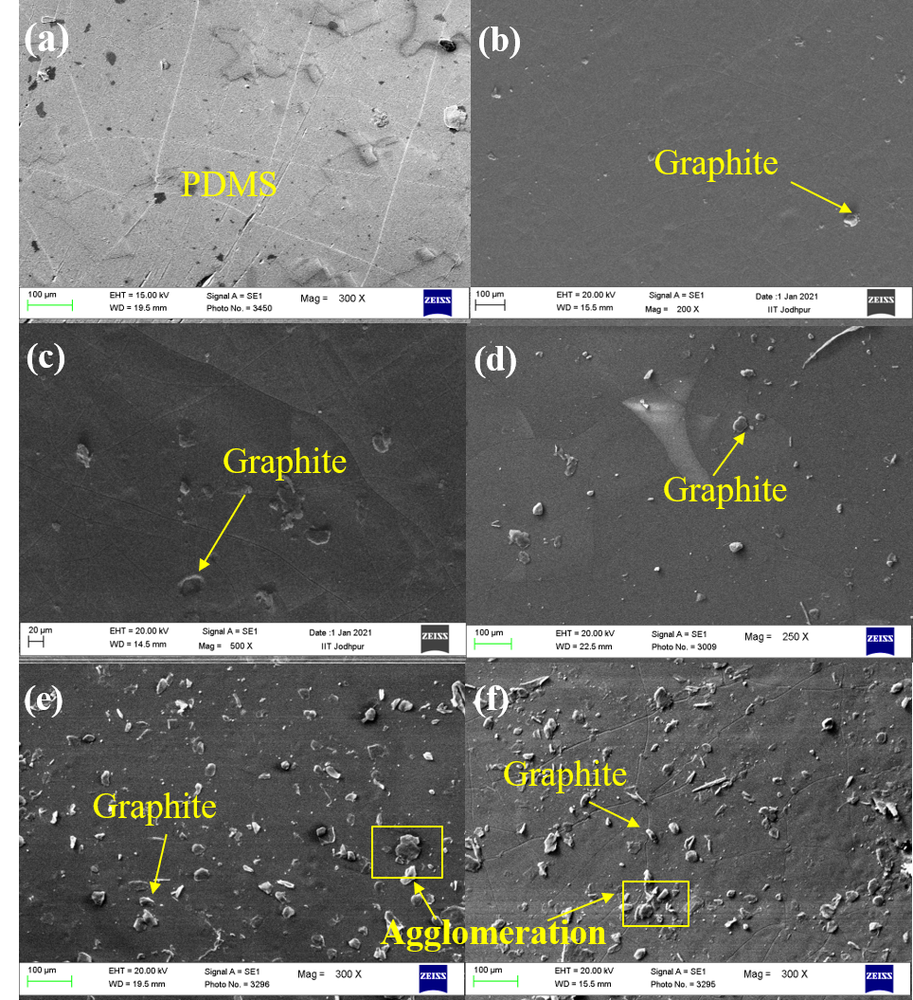 (a)
PDMS
100 µm
EHT = 15.00 kV
WD = 19.5 mm
Signal A = SE1
Photo No. = 3450
Mag = 300 X
ZEISS
(b)
Graphite
100 µm
EHT = 20.00 kV
WD = 15.5 mm
Signal A = SE1
Mag = 200 X
Date :1 Jan 2021
IIT Jodhpur
ZEISS
(c)
Graphite
20 µm
EHT = 20.00 kV
WD = 14.5 mm
Signal A = SE1
Mag = 500 X
Date :1 Jan 2021
IIT Jodhpur
ZEISS
(d)
Graphite
100 µm
EHT = 20.00 kV
WD = 22.5 mm
Signal A = SE1
Photo No. = 3009
Mag = 250 X
ZEISS
(e)
Graphite
Agglomeration
100 µm
EHT = 20.00 kV
WD = 19.5 mm
Signal A = SE1
Photo No. = 3296
Mag = 300 X
ZEISS
(f)
Graphite
100 µm
EHT = 20.00 kV
WD = 15.5 mm
Signal A = SE1
Photo No. = 3295
Mag = 300 X
ZEISS